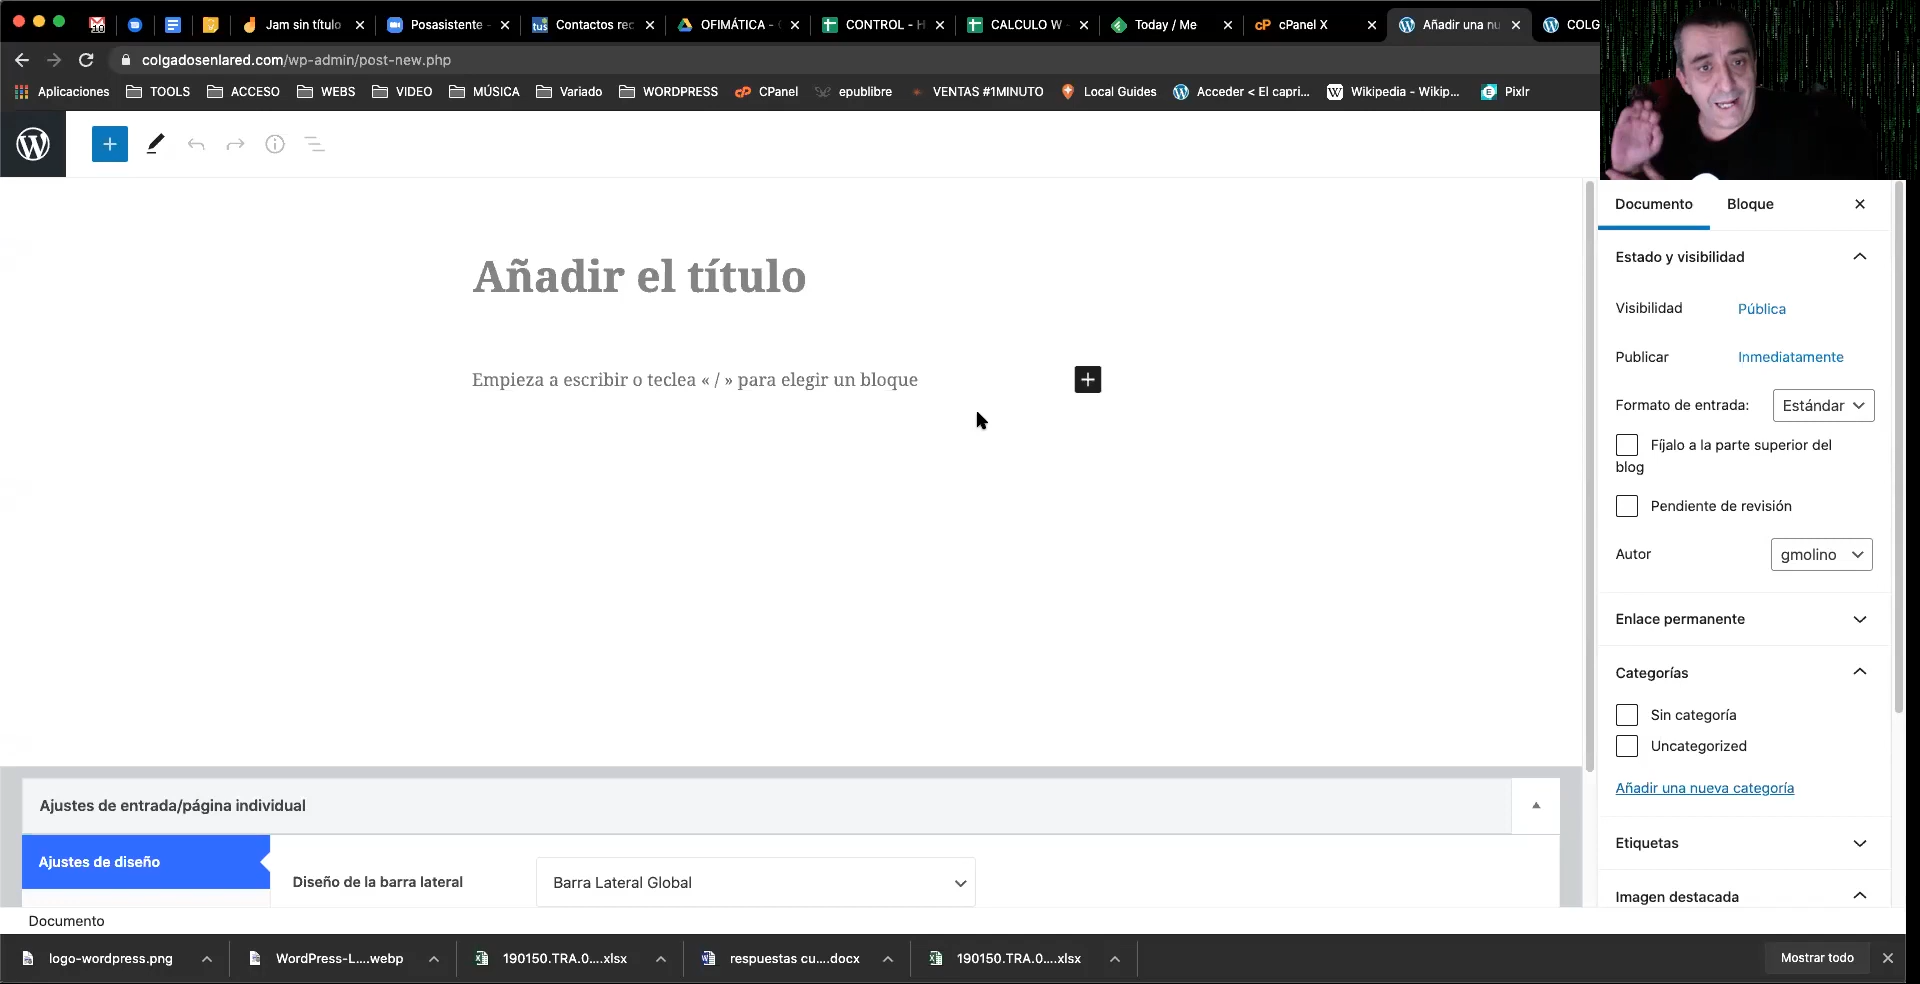 10
Jam sin título
Posasistente -
tus
Contactos rec
OFIMÁTICA - 
CONTROL - H
CALCULO W -
Today / Me
cP
cPanel X
Añadir una nu
COLG
colgadosenlared.com/wp-admin/post-new.php
Aplicaciones
TOOLS
ACCESO
WEBS
VIDEO
MÚSICA
Variado
WORDPRESS
cP
CPanel
epublibre
VENTAS #1MINUTO
Local Guides
Acceder < El capri...
W
Wikipedia - Wikip...
Pixlr
Añadir el título
Empieza a escribir o teclea « / » para elegir un bloque
Documento
Bloque
Estado y visibilidad
Visibilidad
Pública
Publicar
Inmediatamente
Formato de entrada:
Estándar
Fíjalo a la parte superior del
blog
Pendiente de revisión
Autor
gmolino
Enlace permanente
Categorías
Sin categoría
Uncategorized
Añadir una nueva categoría
Etiquetas
Imagen destacada
Ajustes de entrada/página individual
Ajustes de diseño
Diseño de la barra lateral
Barra Lateral Global
Documento
logo-wordpress.png
WordPress-L....webp
190150.TRA.0....xlsx
respuestas cu....docx
190150.TRA.0....xlsx
Mostrar todo